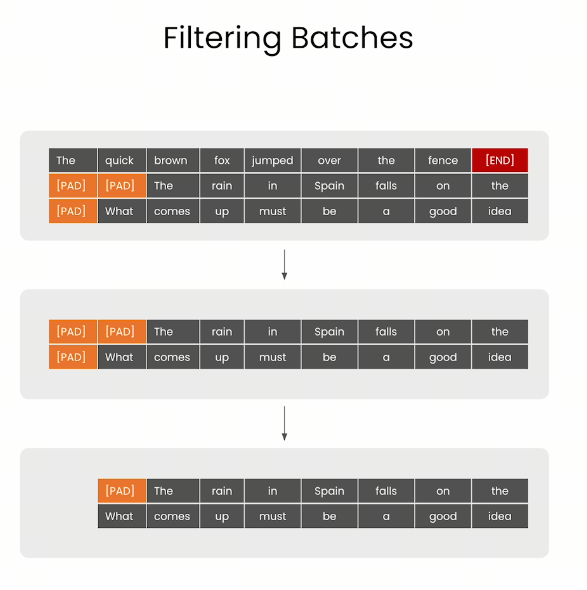 Filtering Batches
The quick brown fox jumped over the fence [END]
[PAD] [PAD] The rain in Spain falls on the
[PAD] What comes up must be a good idea
[PAD] [PAD] The rain in Spain falls on the
[PAD] What comes up must be a good idea
[PAD] The rain in Spain falls on the
What comes up must be a good idea